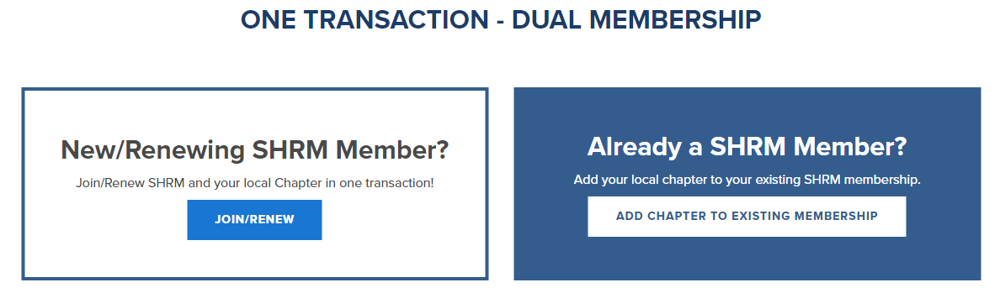 ONE TRANSACTION - DUAL MEMBERSHIP
New/Renewing SHRM Member?
Join/Renew SHRM and your local Chapter in one transaction!
JOIN/RENEW
Already a SHRM Member?
Add your local chapter to your existing SHRM membership.
ADD CHAPTER TO EXISTING MEMBERSHIP